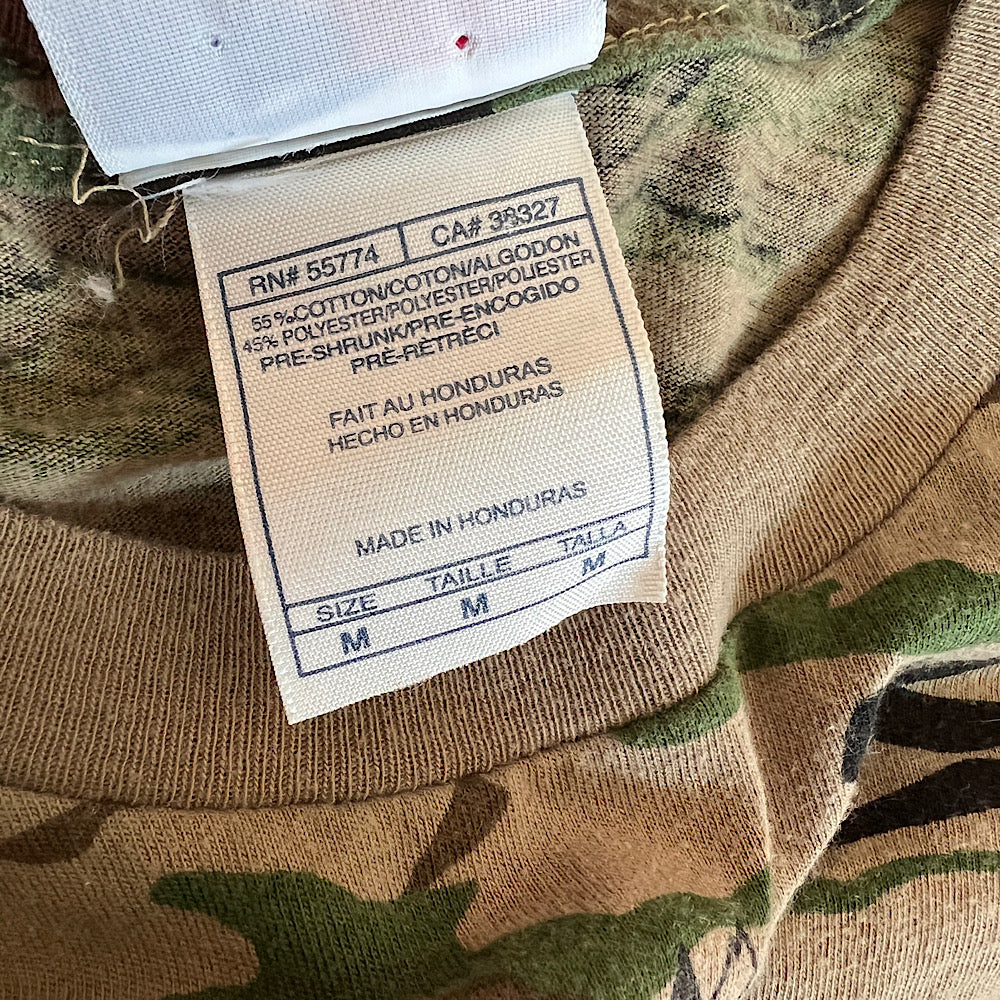 RN# 55774 CA# 38327
55%COTTON/COTON/ALGODON
45% POLYESTER/POLYESTER/POLIESTER
PRE-SHRUNK/PRE-ENCOGIDO
PRÉ-RÉTRÉCI
FAIT AU HONDURAS
HECHO EN HONDURAS
MADE IN HONDURAS
SIZE TAILLE TALLA
M M M